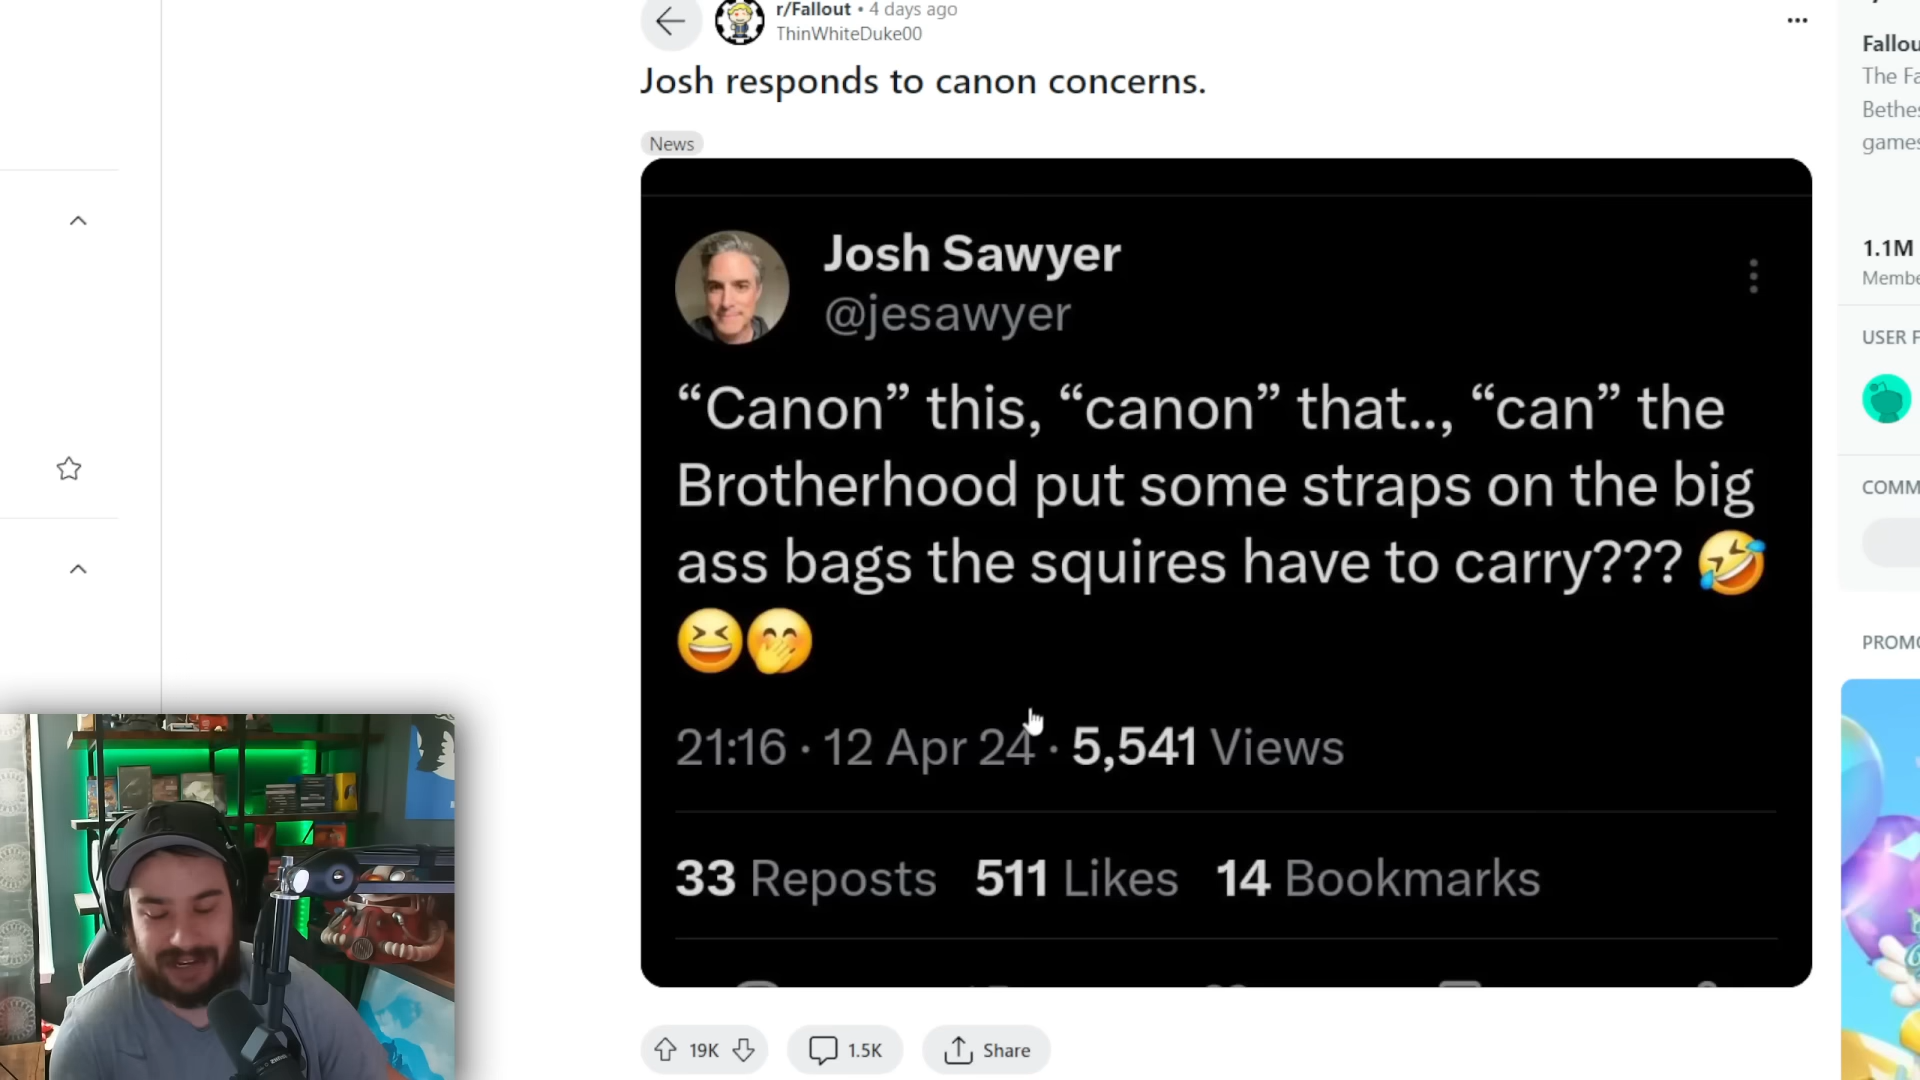 r/Fallout • 4 days ago
ThinWhiteDuke00
Josh responds to canon concerns.
News
Josh Sawyer
@jesawyer
“Canon” this, “canon” that.., “can” the
Brotherhood put some straps on the big
ass bags the squires have to carry??? 🤣
😆🤭
21:16 · 12 Apr 24 · 5,541 Views
33 Reposts 511 Likes 14 Bookmarks
19K
1.5K
Share
The
1.1M
USER